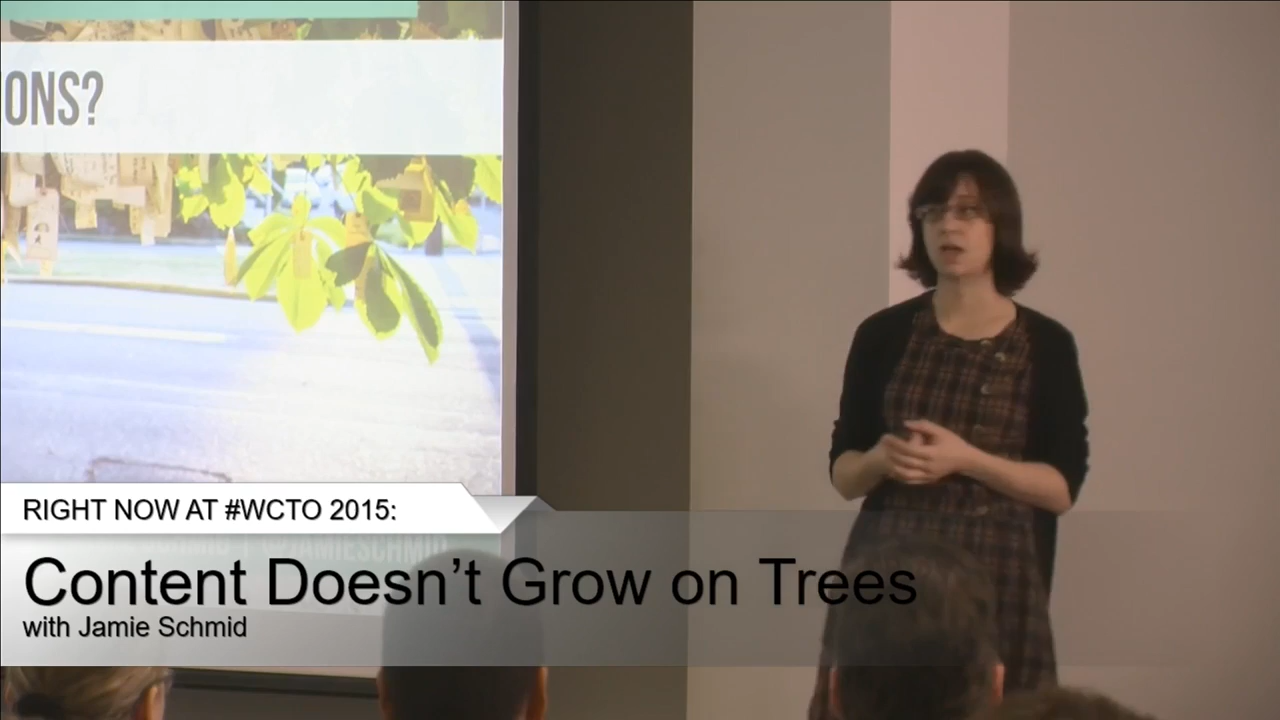 ONS?
RIGHT NOW AT #WCTO 2015:
Content Doesn’t Grow on Trees
with Jamie Schmid